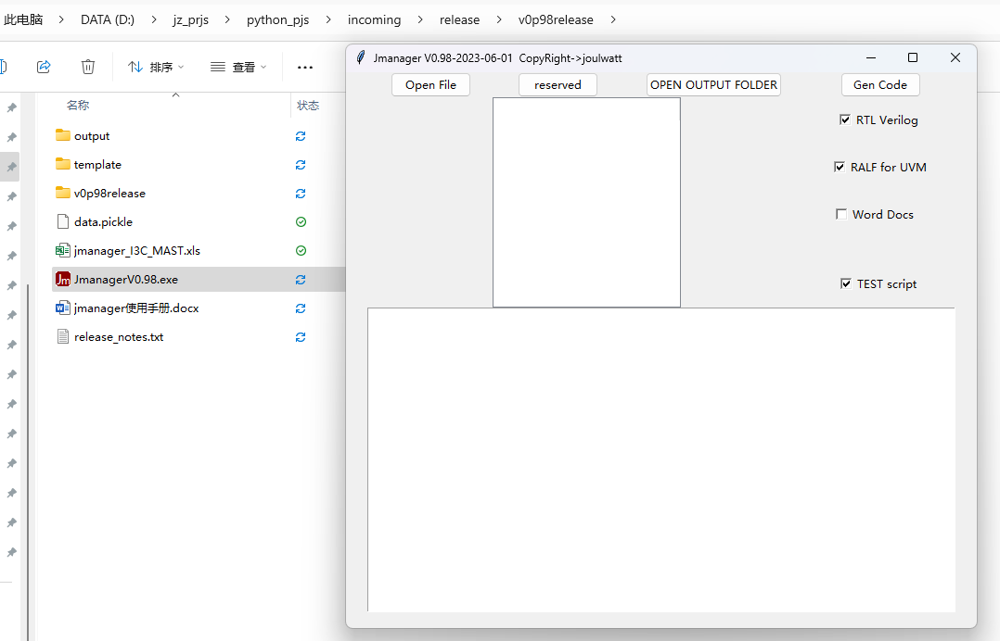 此电脑 > DATA (D:) > jz_prjs > python_pjs > incoming > release > v0p98release >
排序 查看 ...
名称 状态
output
template
v0p98release
data.pickle
jmanager_I3C_MAST.xls
Jm JmanagerV0.98.exe
jmanager使用手册.docx
release_notes.txt
Jmanager V0.98-2023-06-01 CopyRight->joulwatt
Open File reserved OPEN OUTPUT FOLDER Gen Code
RTL Verilog
RALF for UVM
Word Docs
TEST script